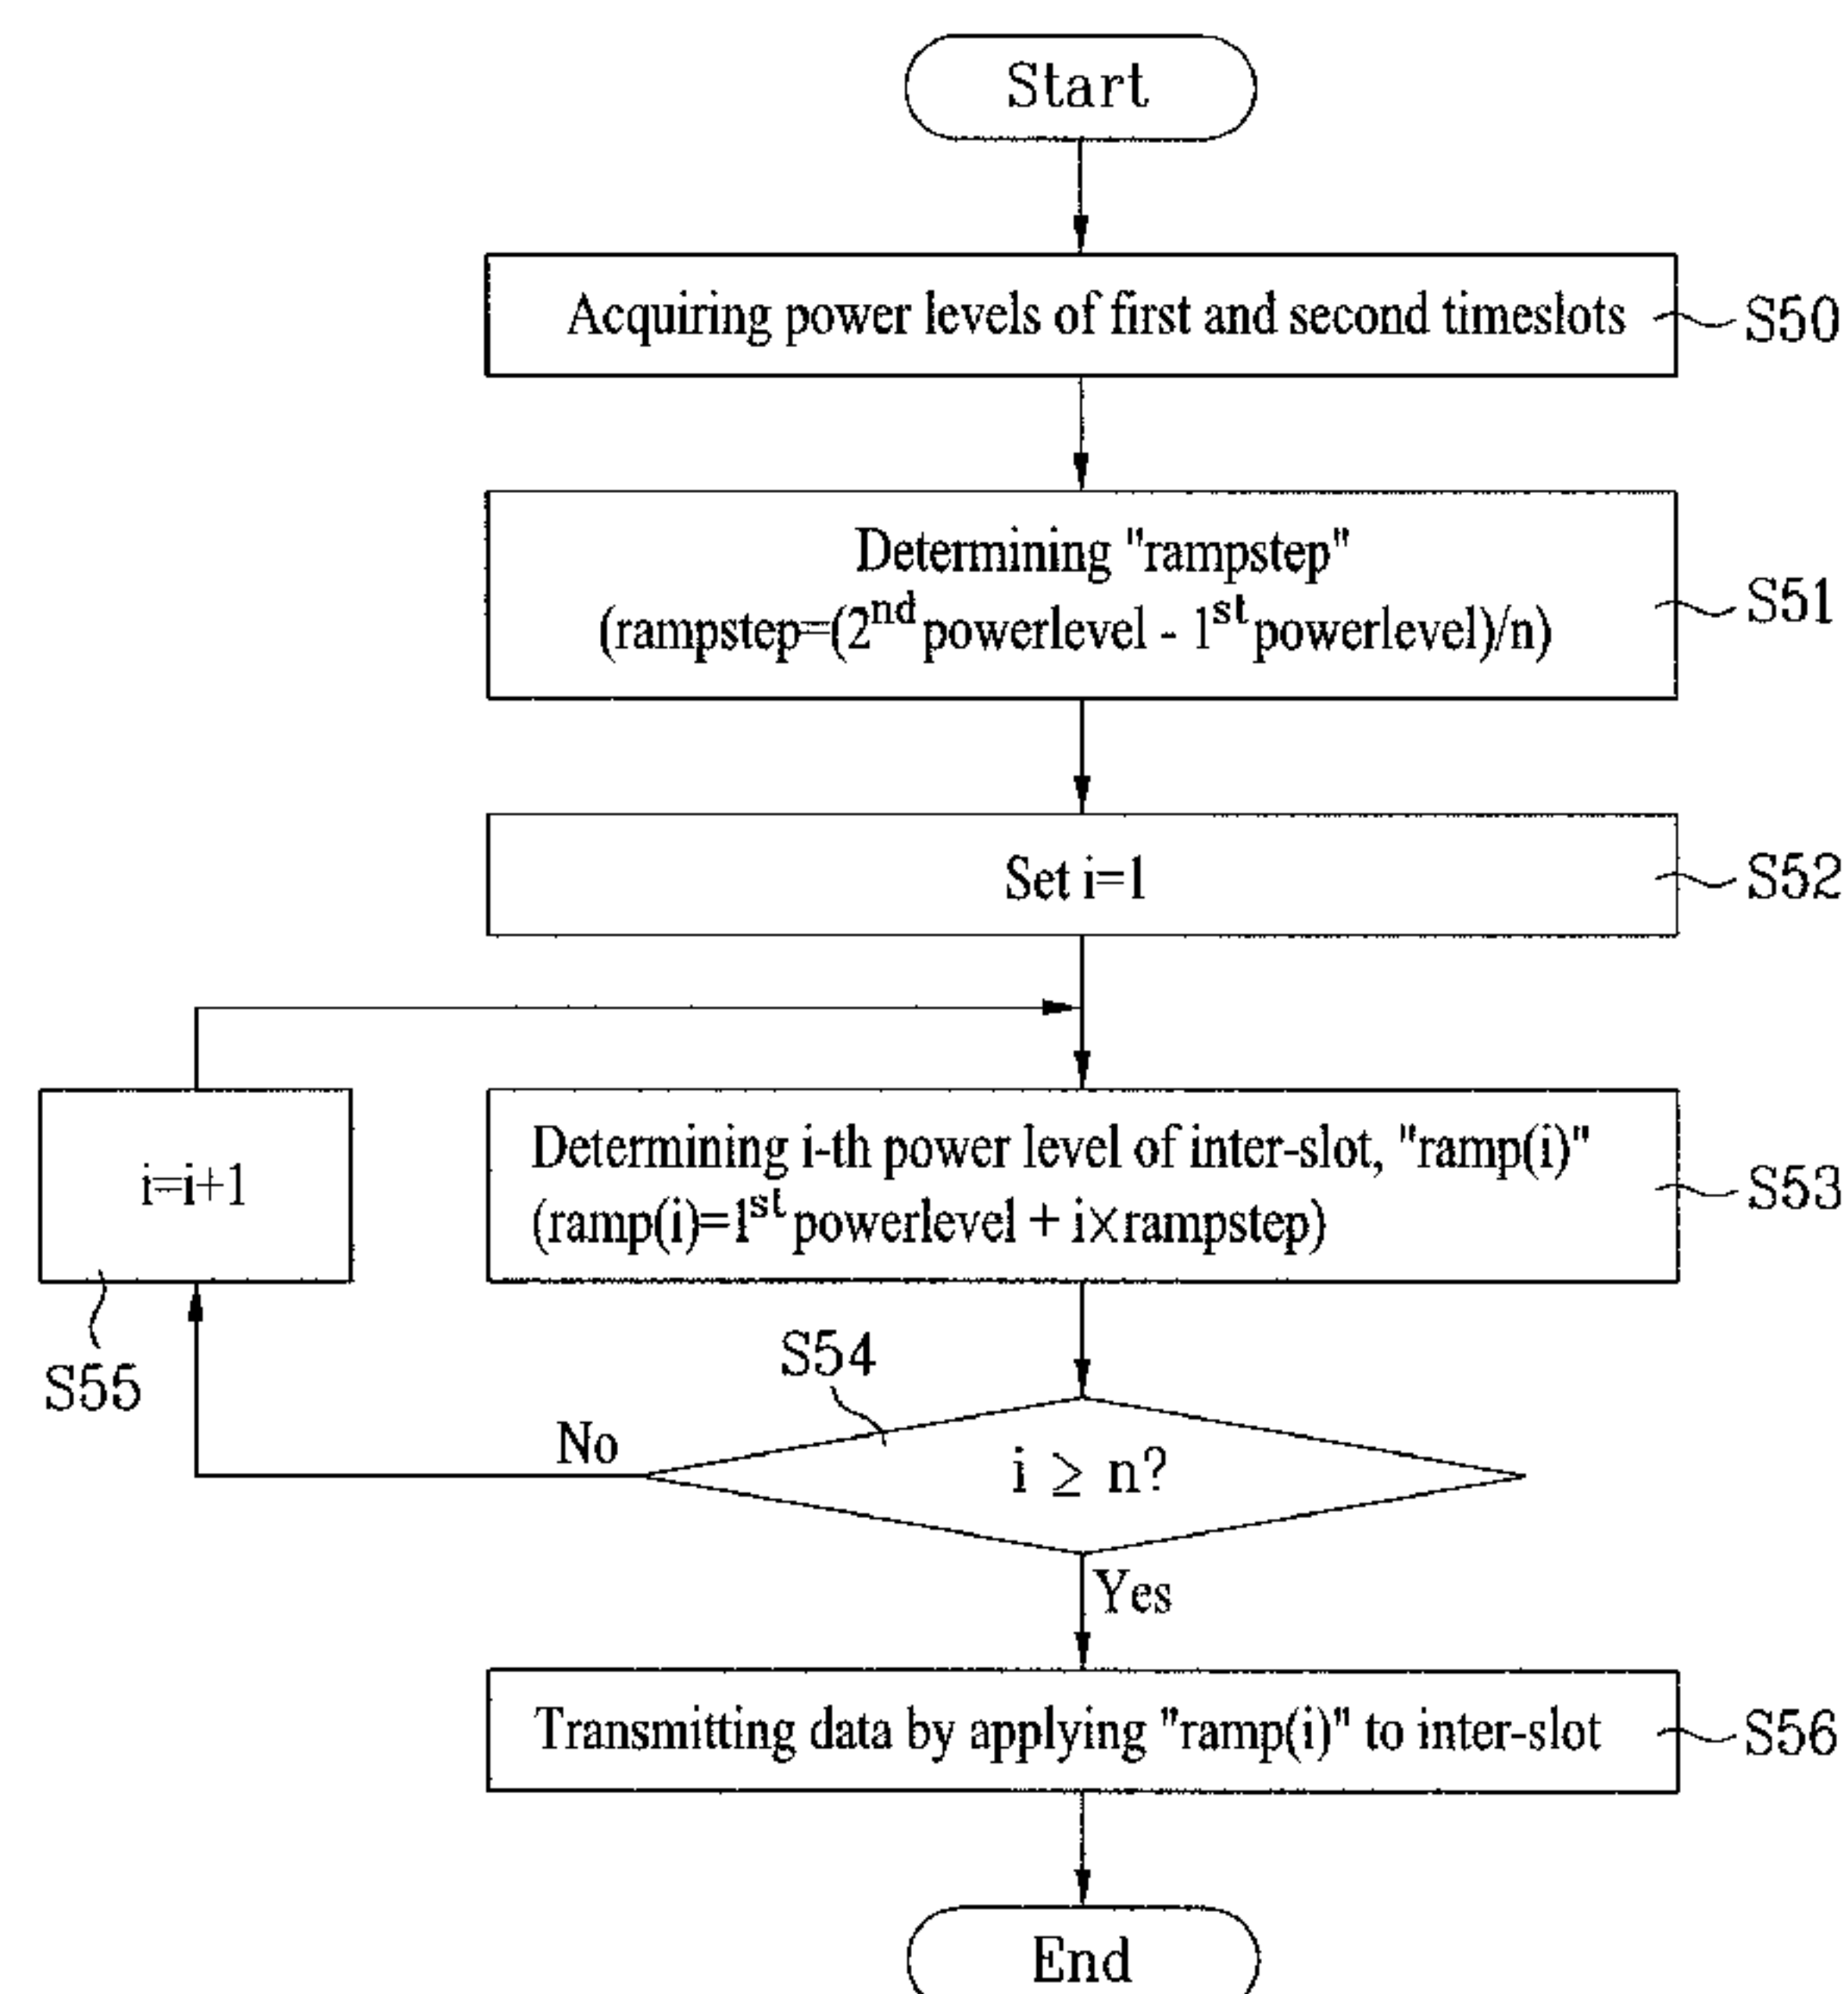 Start
Acquiring power levels of first and second timeslots
S50
Determining "rampstep"
(rampstep=(2nd powerlevel - 1st powerlevel)/n)
S51
Set i=1
S52
i=i+1
S55
Determining i-th power level of inter-slot, "ramp(i)"
(ramp(i)=1st powerlevel + i×rampstep)
S53
S54
No
i ≥ n?
Yes
Transmitting data by applying "ramp(i)" to inter-slot
S56
End